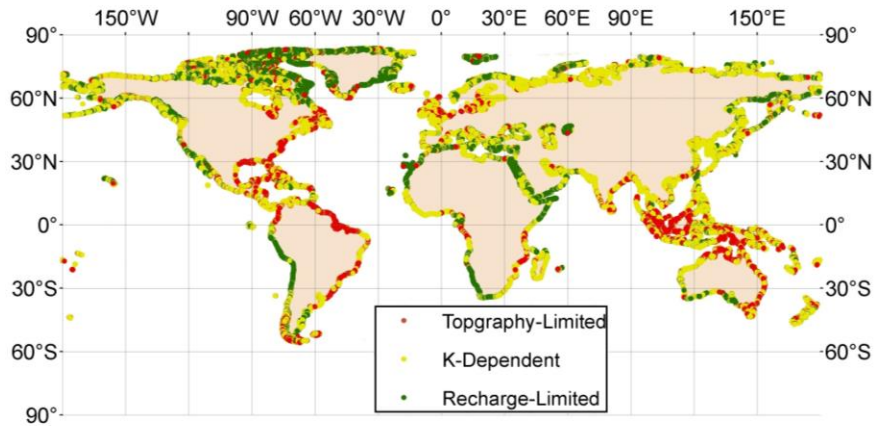 150°W 90°W 60°W 30°W 0° 30°E 60°E 90°E 150°E
90° 90°
60°N 60°N
30°N 30°N
0° 0°
30°S 30°S
Topgraphy-Limited
60°S K-Dependent 60°S
Recharge-Limited
90° 90°